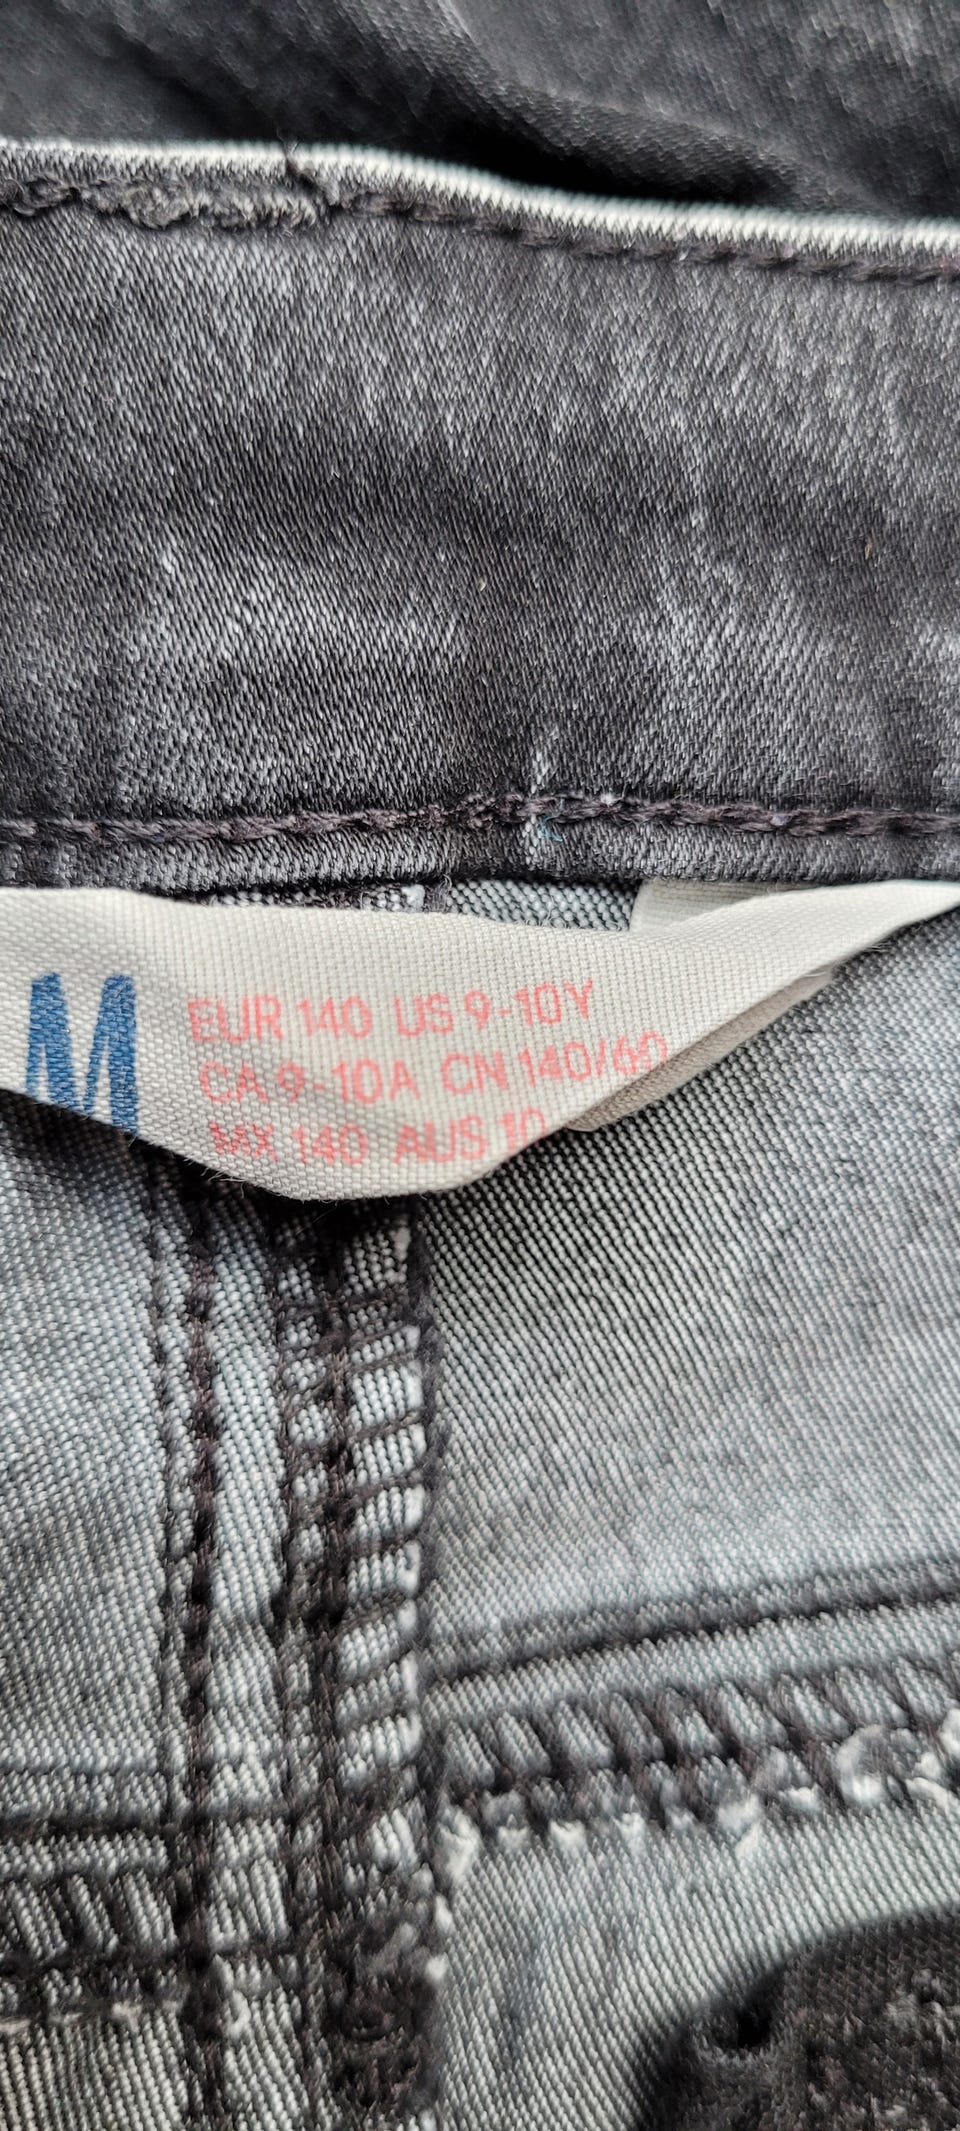 M
EUR 140 US 9-10Y
CA 9-10A CN 140/60
MX 140 AUS 10